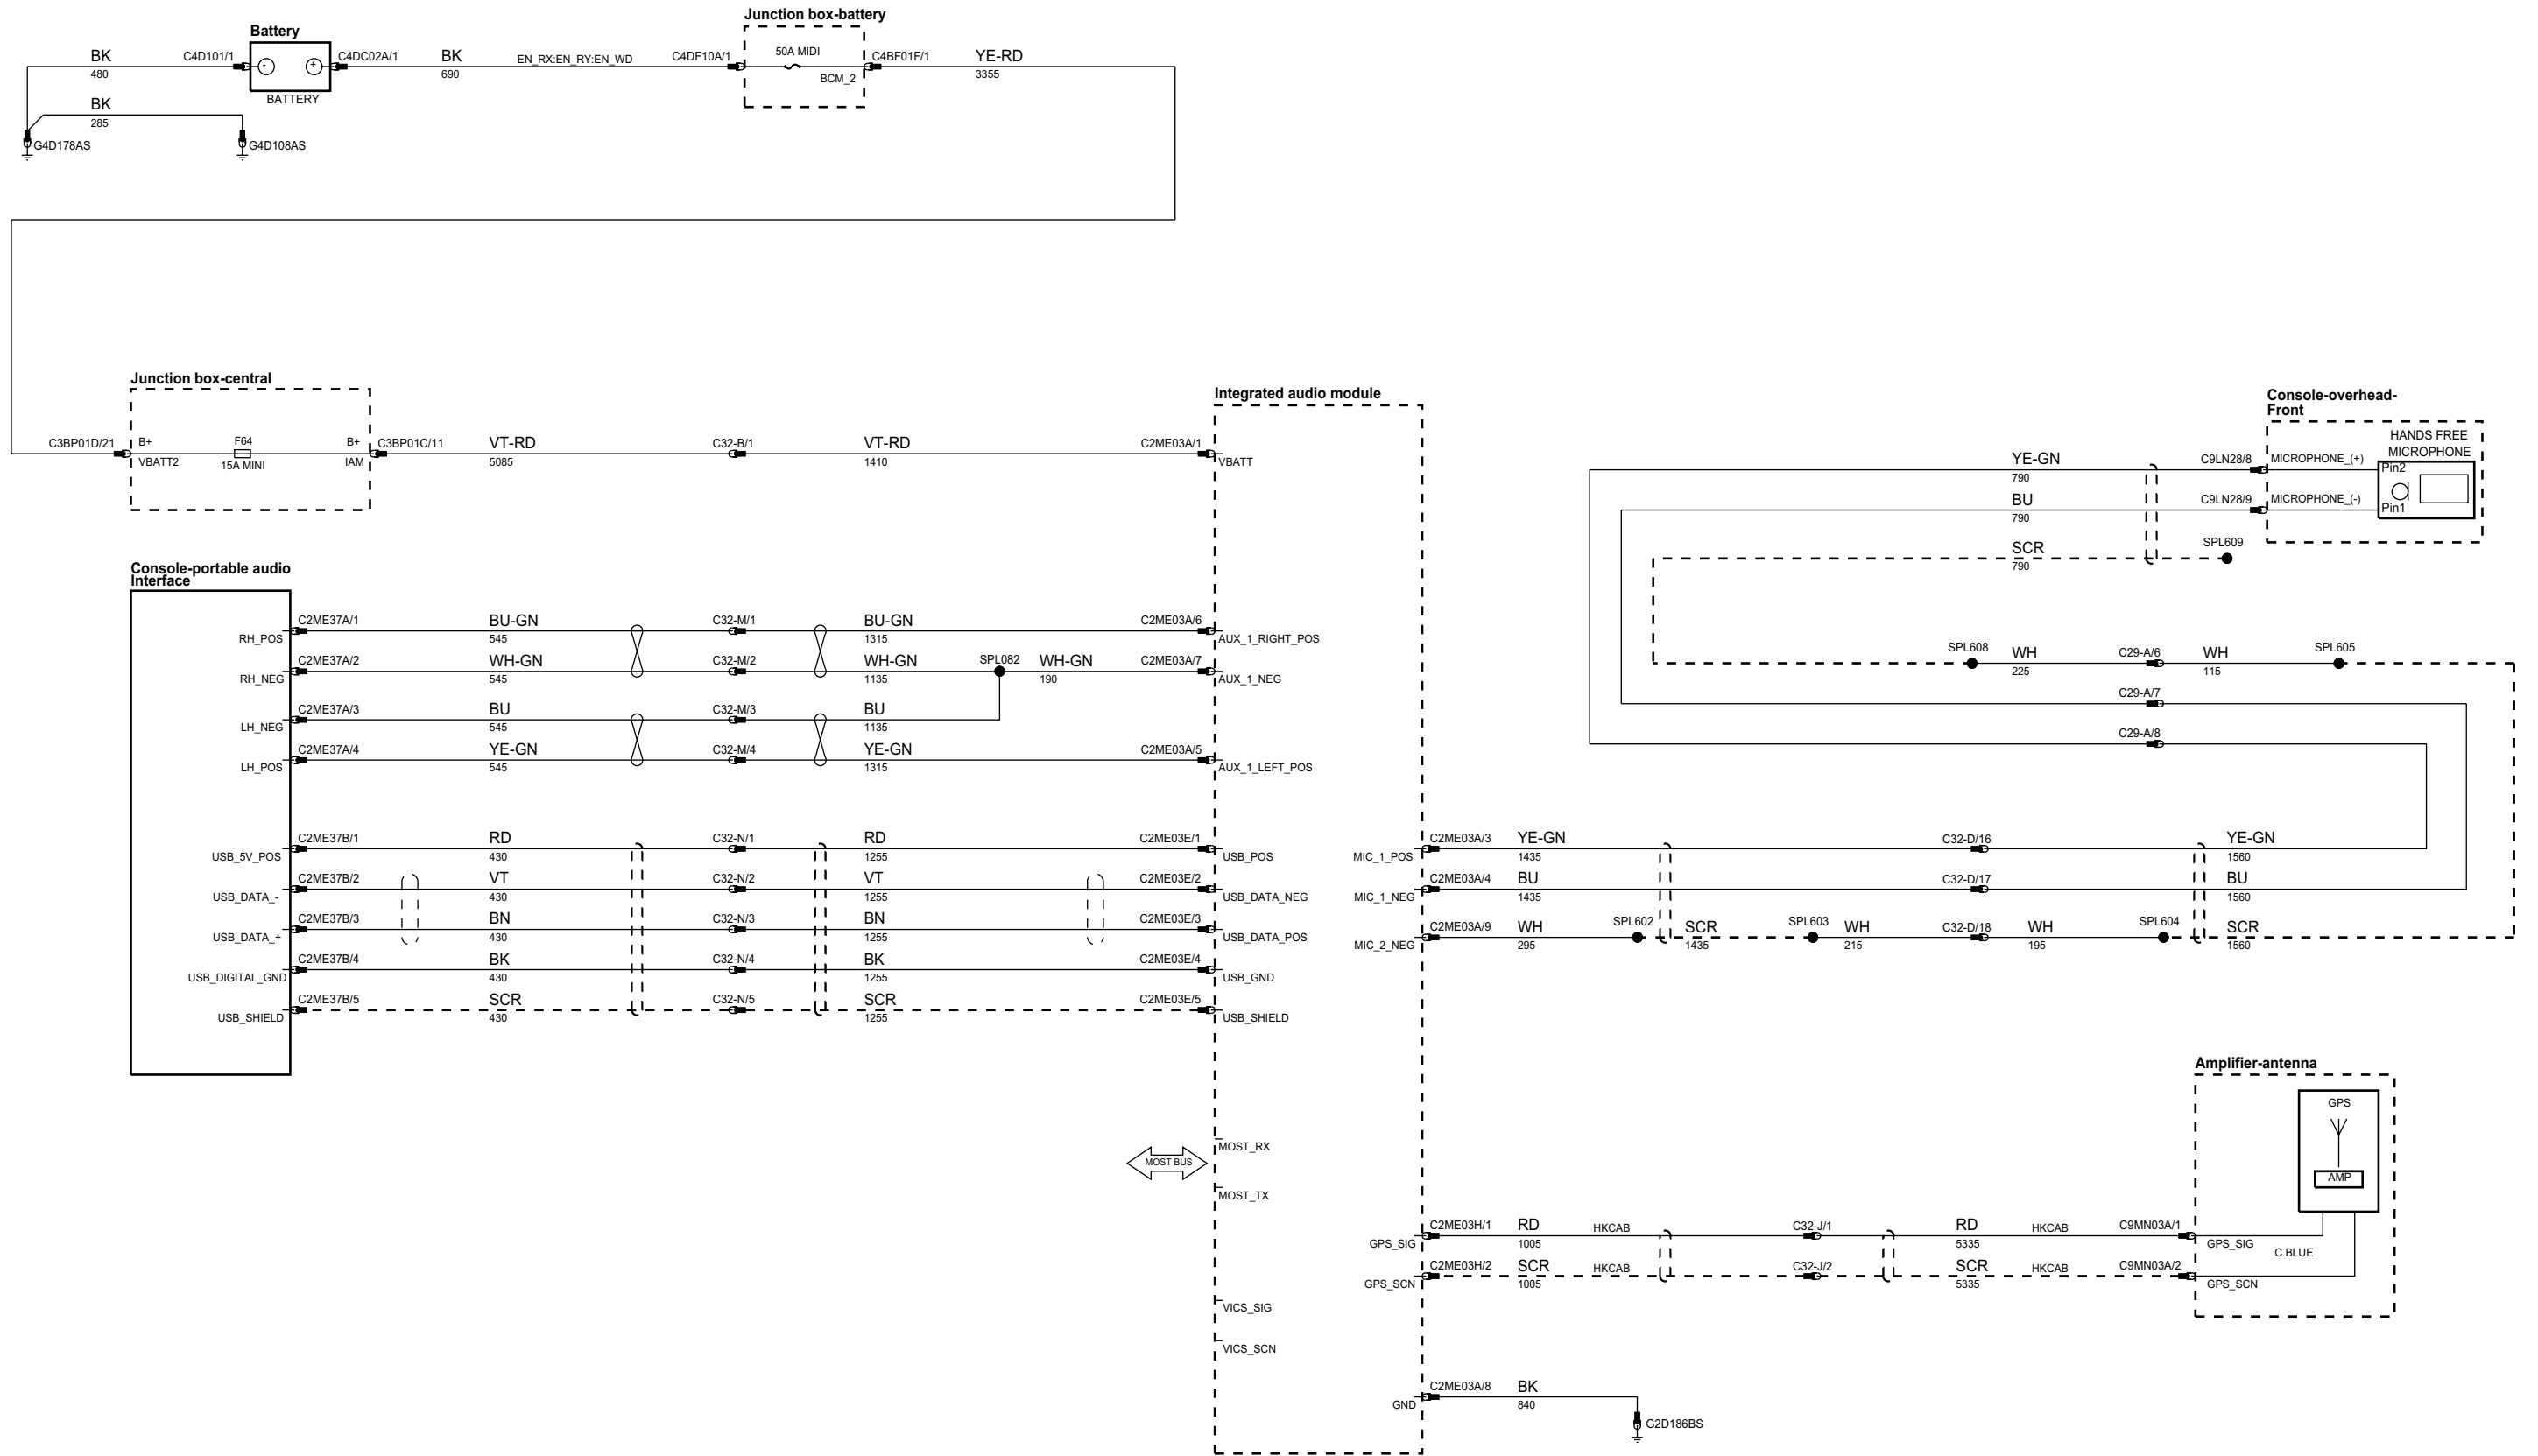 Junction box-battery
Battery
BK
C4D101/1
C4DC02A/1
BK
EN_RX:EN_RY:EN_WD
C4DF10A/1
50A MIDI
C4BF01F/1
YE-RD
480
-
+
690
BCM_2
3355
BATTERY
BK
285
G4D178AS
G4D108AS
Junction box-central
C3BP01D/21
B+
F64
B+
C3BP01C/11
VT-RD
C32-B/1
VT-RD
C2ME03A/1
VBATT2
15A MINI
IAM
5085
1410
Integrated audio module
VBATT
Console-overhead-
Front
HANDS FREE
MICROPHONE
YE-GN
C9LN28/8
MICROPHONE_(+)
Pin2
790
BU
C9LN28/9
MICROPHONE_(-)
Pin1
790
SCR
SPL609
790
Console-portable audio
Interface
C2ME37A/1
BU-GN
C32-M/1
BU-GN
C2ME03A/6
RH_POS
545
1315
AUX_1_RIGHT_POS
C2ME37A/2
WH-GN
C32-M/2
WH-GN
SPL082
WH-GN
C2ME03A/7
RH_NEG
545
1135
190
AUX_1_NEG
C2ME37A/3
BU
C32-M/3
BU
LH_NEG
545
1135
C2ME37A/4
YE-GN
C32-M/4
YE-GN
C2ME03A/5
LH_POS
545
1315
AUX_1_LEFT_POS
SPL608
WH
C29-A/6
WH
SPL605
225
115
C29-A/7
C29-A/8
C2ME37B/1
RD
C32-N/1
RD
C2ME03E/1
USB_5V_POS
430
1255
USB_POS
C2ME37B/2
VT
C32-N/2
VT
C2ME03E/2
USB_DATA_-
430
1255
USB_DATA_NEG
C2ME37B/3
BN
C32-N/3
BN
C2ME03E/3
USB_DATA_+
430
1255
USB_DATA_POS
C2ME37B/4
BK
C32-N/4
BK
C2ME03E/4
USB_DIGITAL_GND
430
1255
USB_GND
C2ME37B/5
SCR
C32-N/5
SCR
C2ME03E/5
USB_SHIELD
430
1255
USB_SHIELD
C2ME03A/3
YE-GN
C32-D/16
YE-GN
MIC_1_POS
1435
1560
C2ME03A/4
BU
C32-D/17
BU
MIC_1_NEG
1435
1560
C2ME03A/9
WH
SPL602
SCR
SPL603
WH
C32-D/18
WH
SPL604
SCR
MIC_2_NEG
295
1435
215
195
1560
MOST BUS
MOST_RX
MOST_TX
Amplifier-antenna
GPS
AMP
C2ME03H/1
RD
HKCAB
C32-J/1
RD
HKCAB
C9MN03A/1
GPS_SIG
1005
5335
GPS_SIG
C BLUE
C2ME03H/2
SCR
HKCAB
C32-J/2
SCR
HKCAB
C9MN03A/2
GPS_SCN
1005
5335
GPS_SCN
VICS_SIG
VICS_SCN
C2ME03A/8
BK
GND
840
G2D186BS